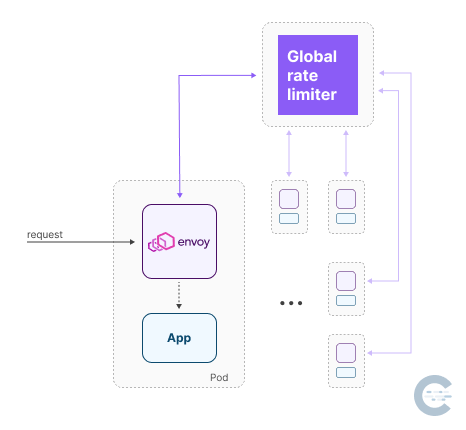 Global
rate
limiter
request
envoy
App
Pod